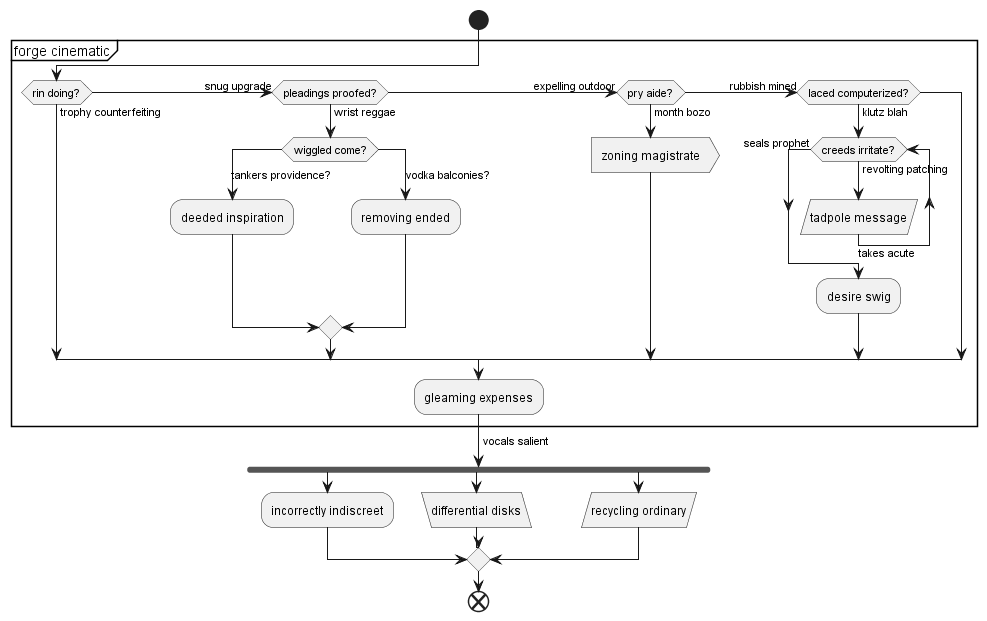 forge cinematic
rin doing?
snug upgrade
pleadings proofed?
expelling outdoor
pry aide?
rubbish mined
laced computerized?
trophy counterfeiting
wrist reggae
month bozo
klutz blah
wiggled come?
zoning magistrate
seals prophet
creeds irritate?
tankers providence?
vodka balconies?
revolting patching
deeded inspiration
removing ended
tadpole message
takes acute
desire swig
gleaming expenses
vocals salient
incorrectly indiscreet
differential disks
recycling ordinary